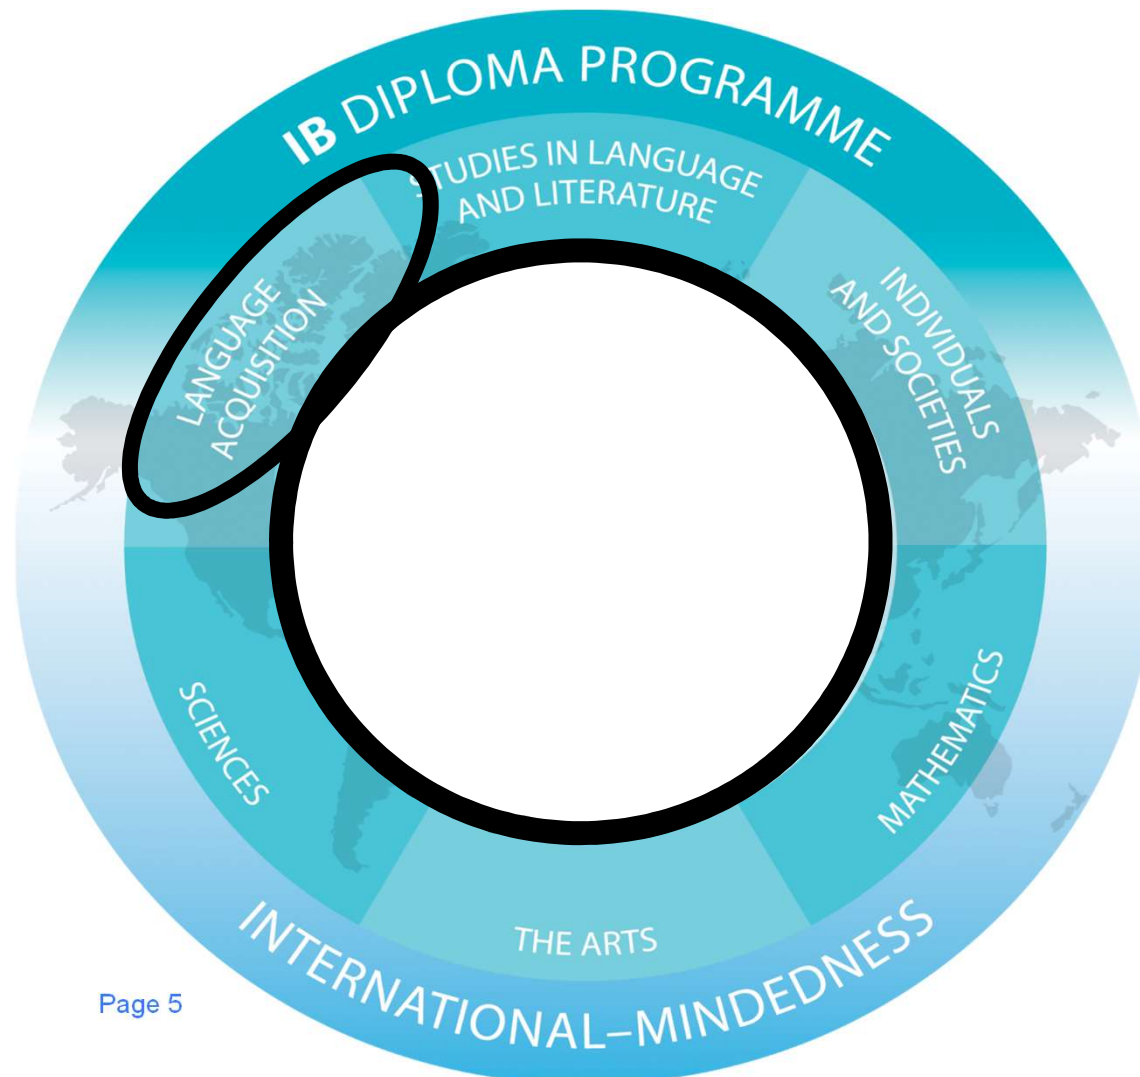 IB DIPLOMA PROGRAMME
STUDIES IN LANGUAGE
AND LITERATURE
LANGUAGE
ACQUISITION
INDIVIDUALS
AND SOCIETIES
SCIENCES
MATHEMATICS
THE ARTS
INTERNATIONAL–MINDEDNESS
Page 5